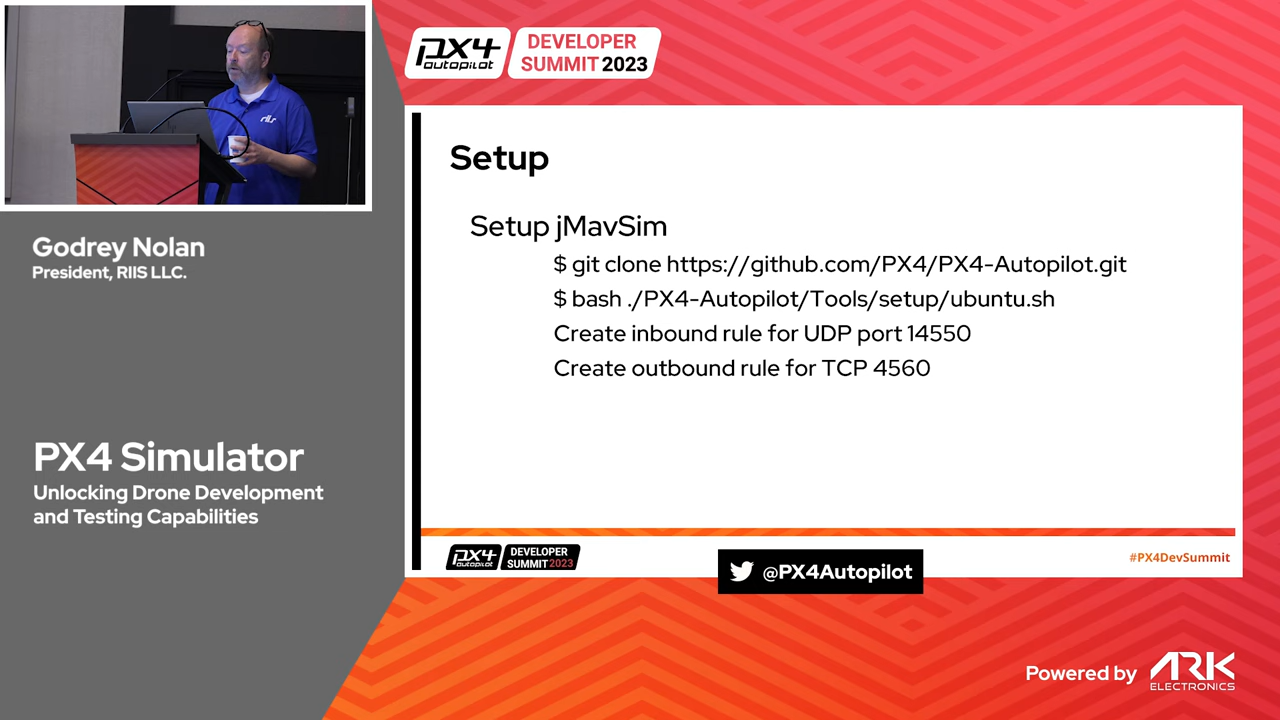 PX4
autopilot
DEVELOPER
SUMMIT 2023
riis
Godrey Nolan
President, RIIS LLC.
PX4 Simulator
Unlocking Drone Development
and Testing Capabilities
Setup
Setup jMavSim
$ git clone https://github.com/PX4/PX4-Autopilot.git
$ bash ./PX4-Autopilot/Tools/setup/ubuntu.sh
Create inbound rule for UDP port 14550
Create outbound rule for TCP 4560
PX4
autopilot
DEVELOPER
SUMMIT 2023
@PX4Autopilot
#PX4DevSummit
Powered by ARK
ELECTRONICS